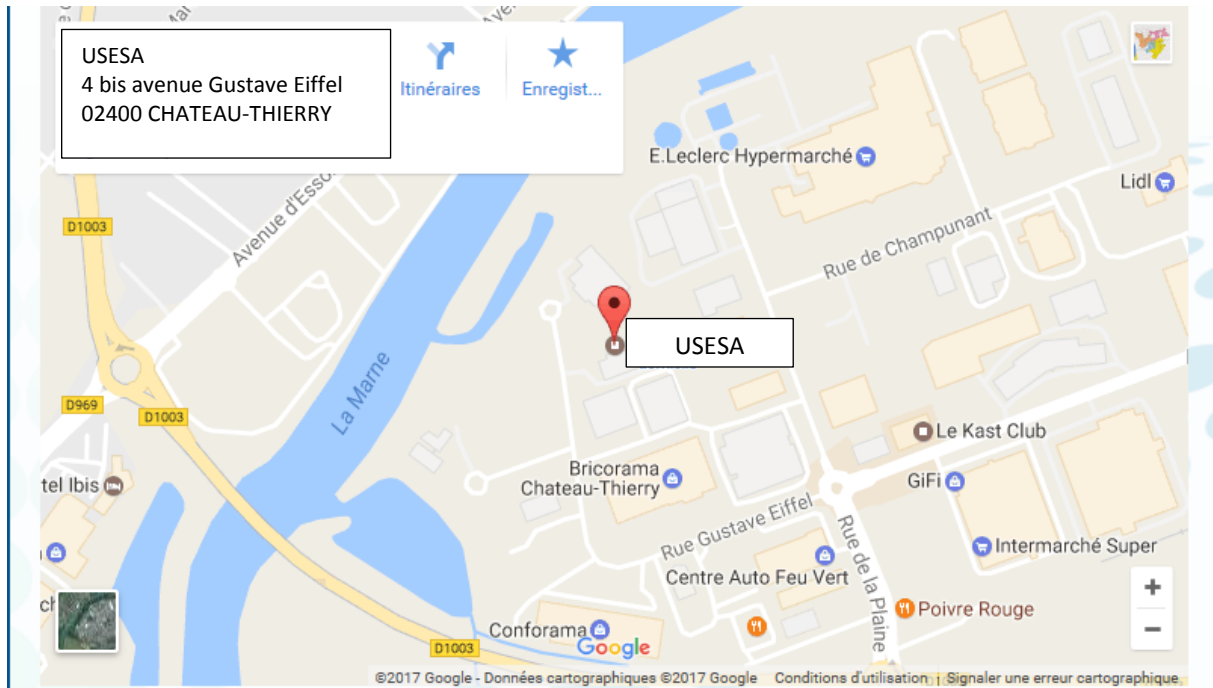 USESA
4 bis avenue Gustave Eiffel
02400 CHATEAU-THIERRY
Itinéraires
Enregist...
E.Leclerc Hypermarché
Lidl
D1003
Avenue d'Esso
Rue de Champunant
USESA
La Marne
D969
D1003
Le Kast Club
tel Ibis
Bricorama
Chateau-Thierry
GiFi
Rue Gustave Eiffel
Rue de la Plaine
Intermarché Super
Centre Auto Feu Vert
Poivre Rouge
+
−
Conforama
D1003
Google
©2017 Google - Données cartographiques ©2017 Google
Conditions d'utilisation
Signaler une erreur cartographique